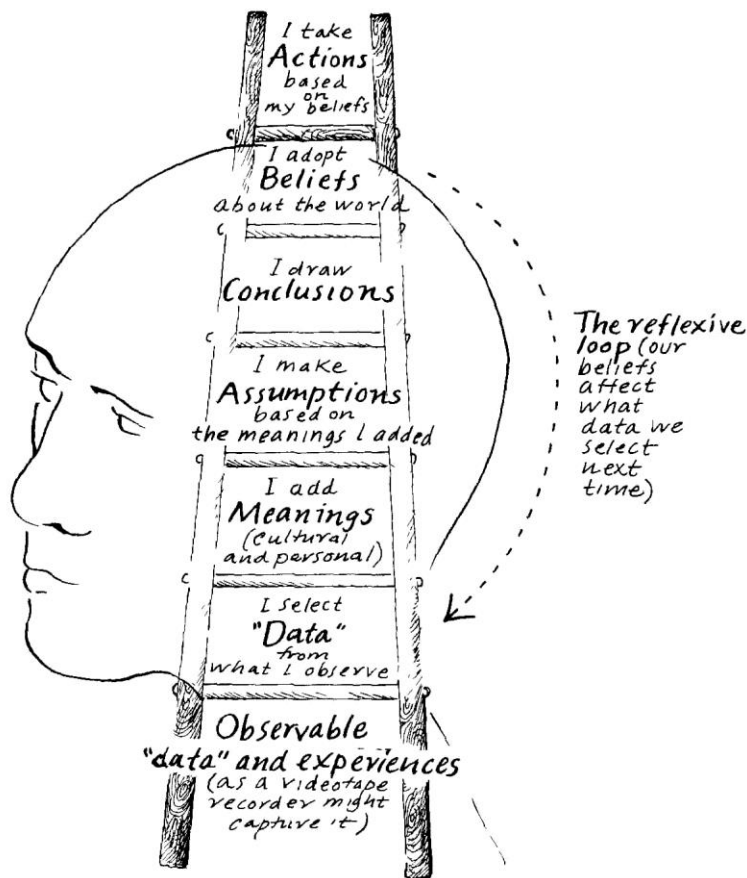 I take
Actions
based
on
my beliefs
I adopt
Beliefs
about the world
I draw
Conclusions
I make
Assumptions
based on
the meanings I added
I add
Meanings
(cultural
and personal)
I select
"Data"
from
what I observe
Observable
"data" and experiences
(as a videotape
recorder might
capture it)
The reflexive
loop (our
beliefs
affect
what
data we
select
next
time)